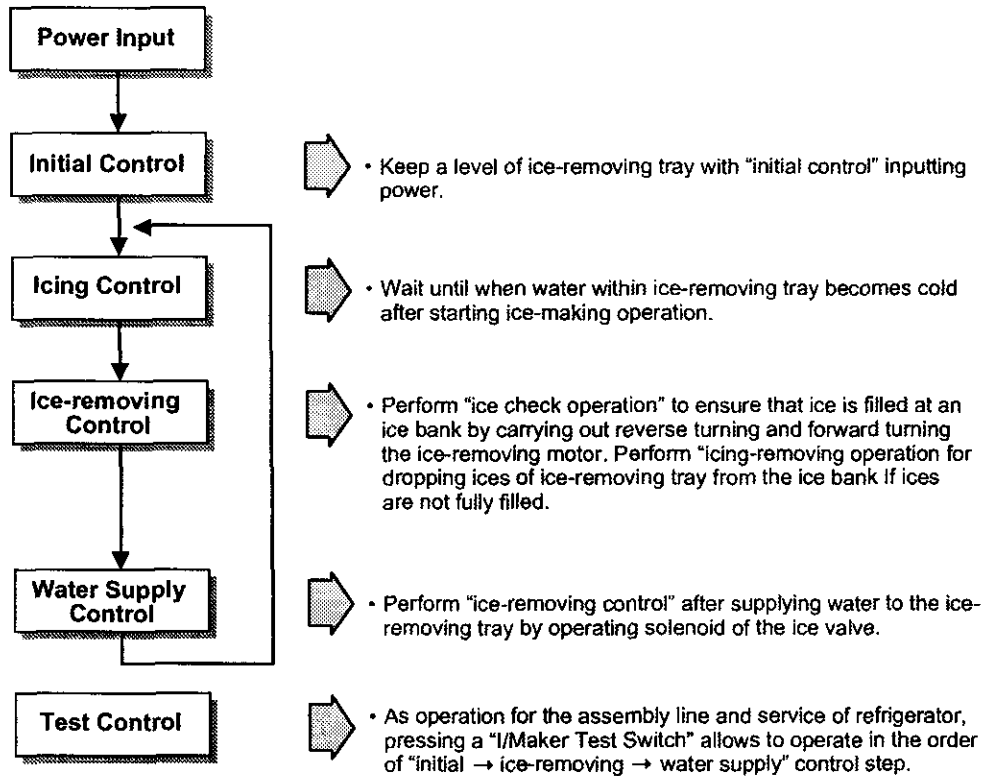 Power Input
Initial Control
• Keep a level of ice-removing tray with “initial control” inputting
power.
Icing Control
• Wait until when water within ice-removing tray becomes cold
after starting ice-making operation.
Ice-removing
Control
• Perform “ice check operation” to ensure that ice is filled at an
ice bank by carrying out reverse turning and forward turning
the ice-removing motor. Perform “icing-removing operation for
dropping ices of ice-removing tray from the ice bank If ices
are not fully filled.
Water Supply
Control
• Perform “ice-removing control” after supplying water to the ice-
removing tray by operating solenoid of the ice valve.
Test Control
• As operation for the assembly line and service of refrigerator,
pressing a “I/Maker Test Switch” allows to operate in the order
of “initial → ice-removing → water supply” control step.